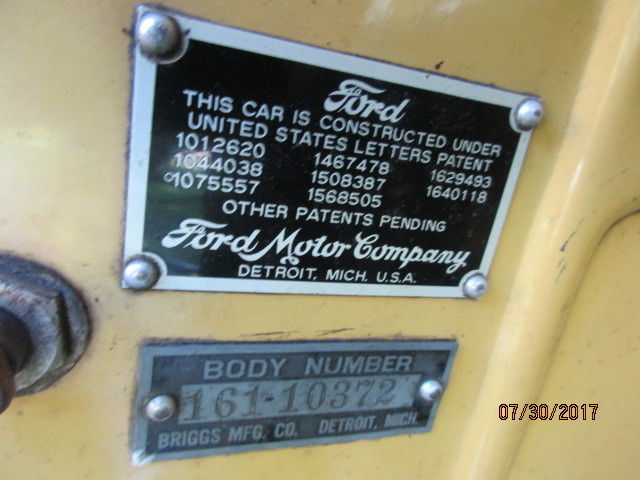 Ford
THIS CAR IS CONSTRUCTED UNDER
UNITED STATES LETTERS PATENT
1012620 1467478 1629493
1044038 1508387 1640118
1075557 1568505
OTHER PATENTS PENDING
Ford Motor Company
DETROIT, MICH. U.S.A.
BODY NUMBER
161-10372
BRIGGS MFG. CO. DETROIT, MICH.
07/30/2017